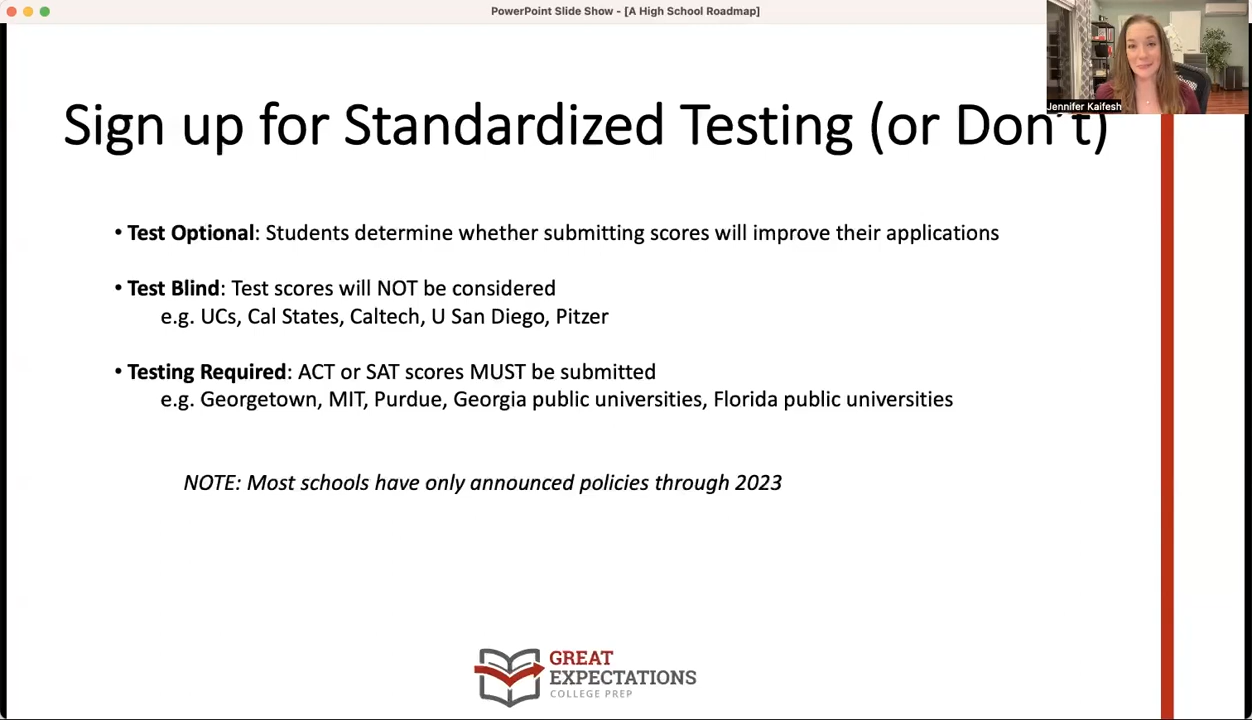 PowerPoint Slide Show - [A High School Roadmap]
Jennifer Kaifesh
Sign up for Standardized Testing (or Don't)
• Test Optional: Students determine whether submitting scores will improve their applications
• Test Blind: Test scores will NOT be considered
e.g. UCs, Cal States, Caltech, U San Diego, Pitzer
• Testing Required: ACT or SAT scores MUST be submitted
e.g. Georgetown, MIT, Purdue, Georgia public universities, Florida public universities
NOTE: Most schools have only announced policies through 2023
GREAT
EXPECTATIONS
COLLEGE PREP